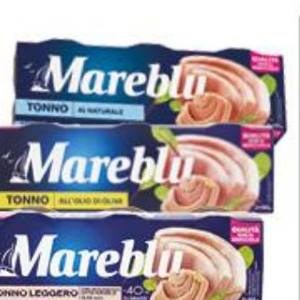 Mareblu
TONNO AL NATURALE
QUALITÀ
Mareblu
TONNO ALL'OLIO DI OLIVA
QUALITÀ
Mareblu
QUALITÀ
ONNO LEGGERO
-40